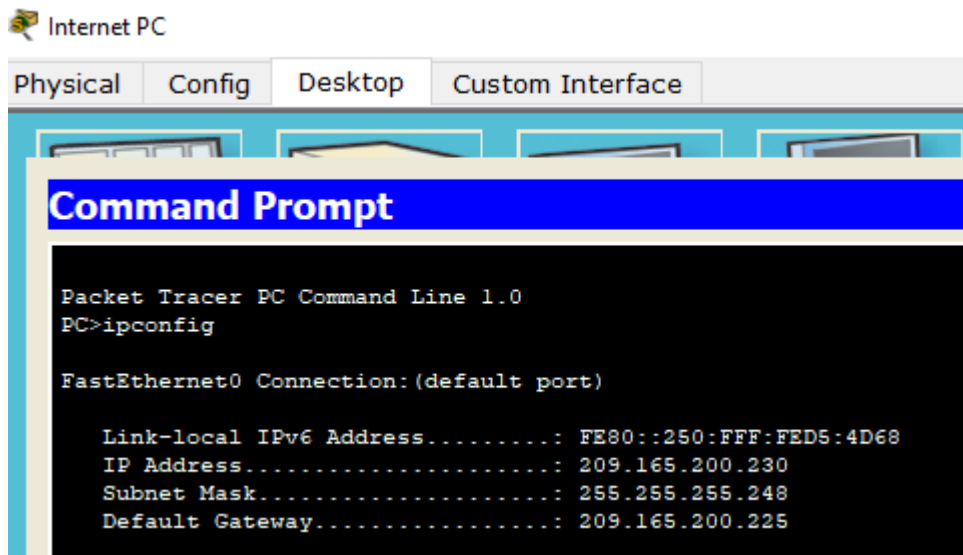 Internet PC
Physical Config Desktop Custom Interface
Command Prompt
Packet Tracer PC Command Line 1.0
PC>ipconfig
FastEthernet0 Connection:(default port)
Link-local IPv6 Address.........: FE80::250:FFF:FED5:4D68
IP Address......................: 209.165.200.230
Subnet Mask.....................: 255.255.255.248
Default Gateway.................: 209.165.200.225